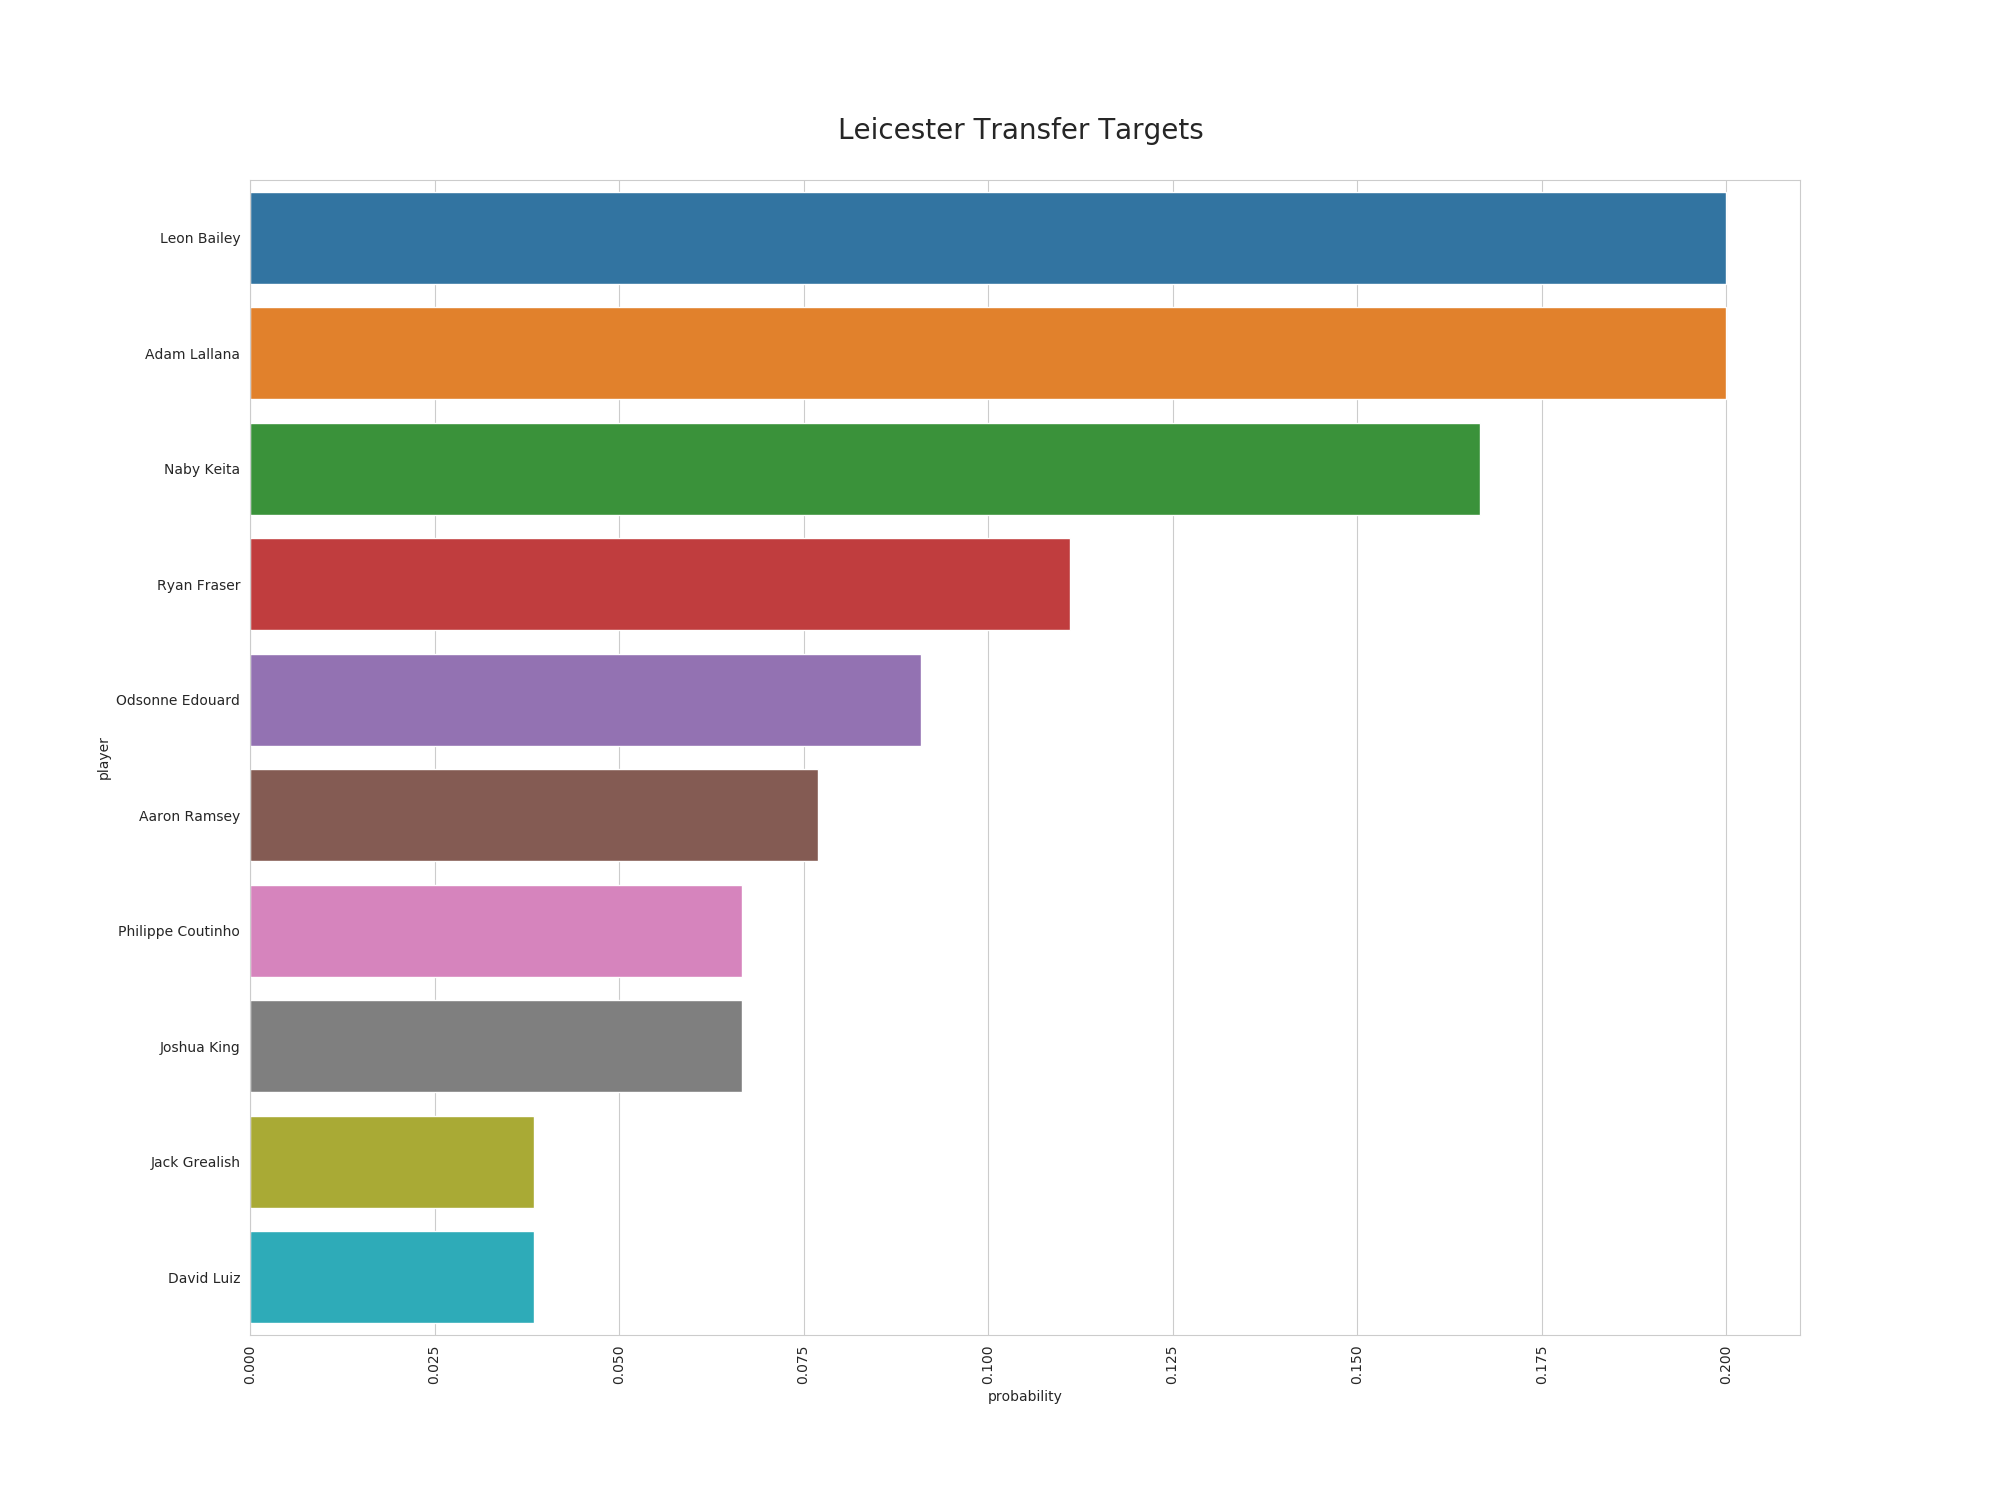 Leicester Transfer Targets
Leon Bailey
Adam Lallana
Naby Keita
Ryan Fraser
Odsonne Edouard
player
Aaron Ramsey
Philippe Coutinho
Joshua King
Jack Grealish
David Luiz
0.000 0.025 0.050 0.075 0.100 0.125 0.150 0.175 0.200
probability